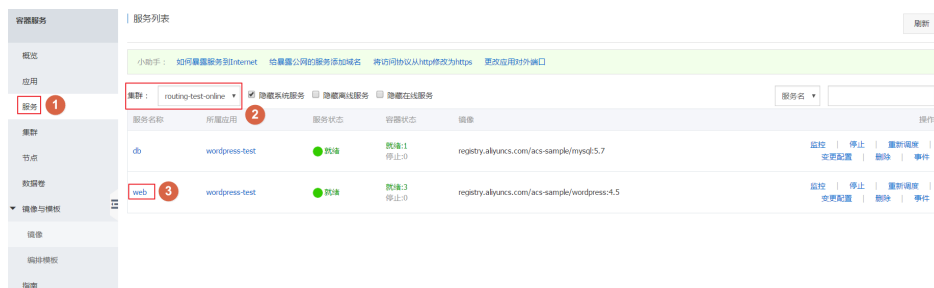 容器服务
服务列表
刷新
概览
应用
服务 1
集群
节点
数据卷
镜像与模板
镜像
编排模板
指南
小助手： 如何暴露服务到Internet 给暴露公网的服务添加域名 将访问协议从http修改为https 更改应用对外端口
集群： routing-test-online 隐藏系统服务 隐藏离线服务 隐藏在线服务 服务名
2
服务名称 所属应用 服务状态 容器状态 镜像 操作
db wordpress-test 就绪 就绪:1 停止:0 registry.aliyuncs.com/acs-sample/mysql:5.7 监控 | 停止 | 重新调度 |
变更配置 | 删除 | 事件
web 3 wordpress-test 就绪 就绪:3 停止:0 registry.aliyuncs.com/acs-sample/wordpress:4.5 监控 | 停止 | 重新调度 |
变更配置 | 删除 | 事件